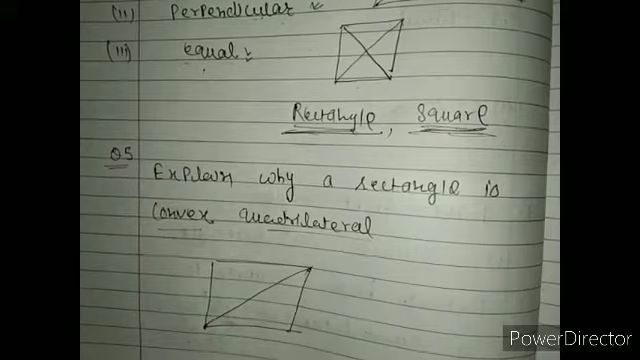 (ii) Perpendicular
(iii) equal
Rectangle, Square
Q5
Explain why a rectangle is
Convex quadrilateral
PowerDirector